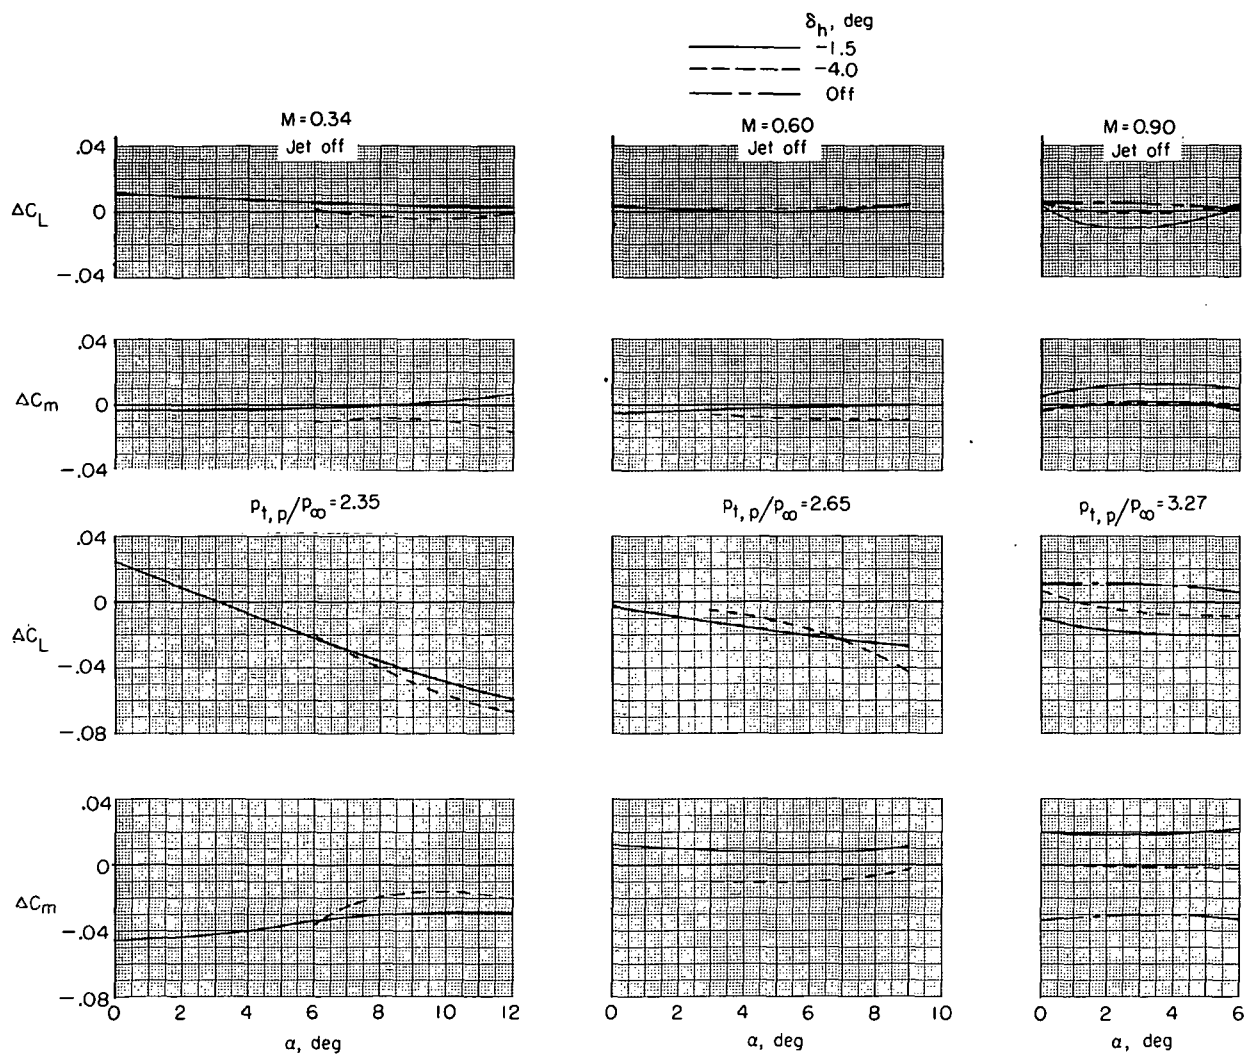 δh, deg
-1.5
-4.0
Off
M=0.34
Jet off
M=0.60
Jet off
M=0.90
Jet off
.04
ΔCL
0
-.04
.04
ΔCm
0
-.04
pt,p/p∞=2.35
pt,p/p∞=2.65
pt,p/p∞=3.27
.04
0
ΔCL
-.04
-.08
.04
0
ΔCm
-.04
-.08
0 2 4 6 8 10 12
0 2 4 6 8 10
0 2 4 6
α, deg
α, deg
α, deg